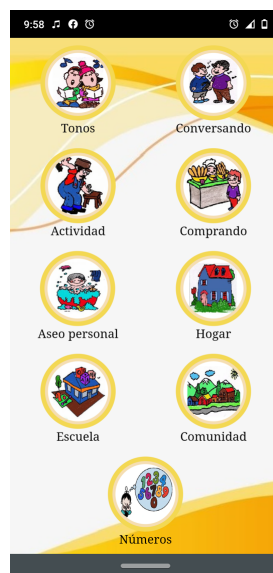 9:58
Tonos
Conversando
Actividad
Comprando
Aseo personal
Hogar
Escuela
Comunidad
Números